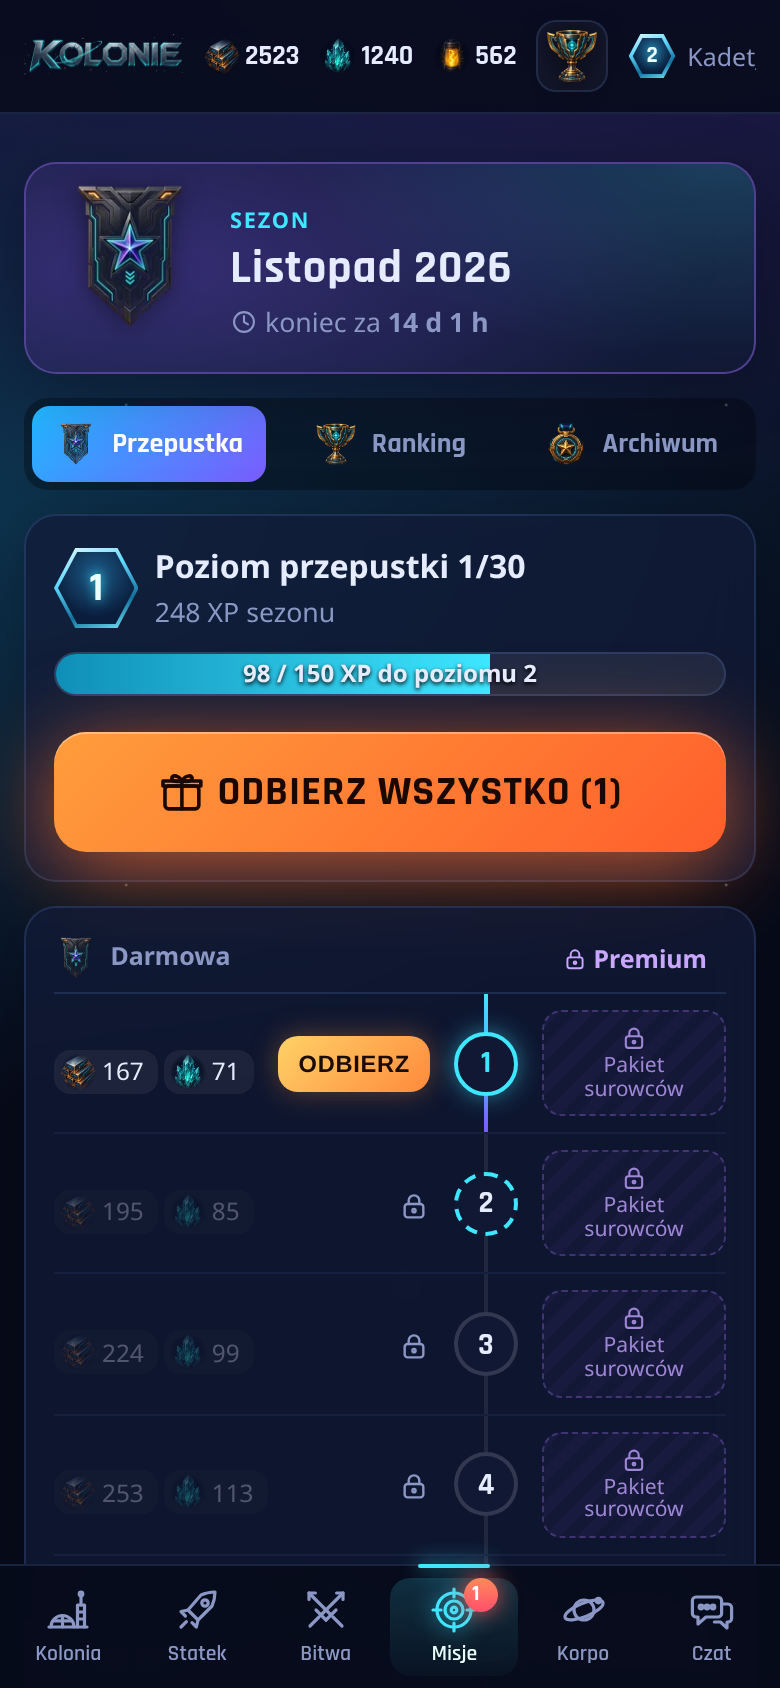 KOLONIE 2523 1240 562 2 Kadet
SEZON
Listopad 2026
koniec za 14 d 1 h
Przepustka Ranking Archiwum
1 Poziom przepustki 1/30
248 XP sezonu
98 / 150 XP do poziomu 2
ODBIERZ WSZYSTKO (1)
Darmowa Premium
167 71 ODBIERZ 1 Pakiet
surowców
195 85 2 Pakiet
surowców
224 99 3 Pakiet
surowców
253 113 4 Pakiet
surowców
1
Kolonia Statek Bitwa Misje Korpo Czat